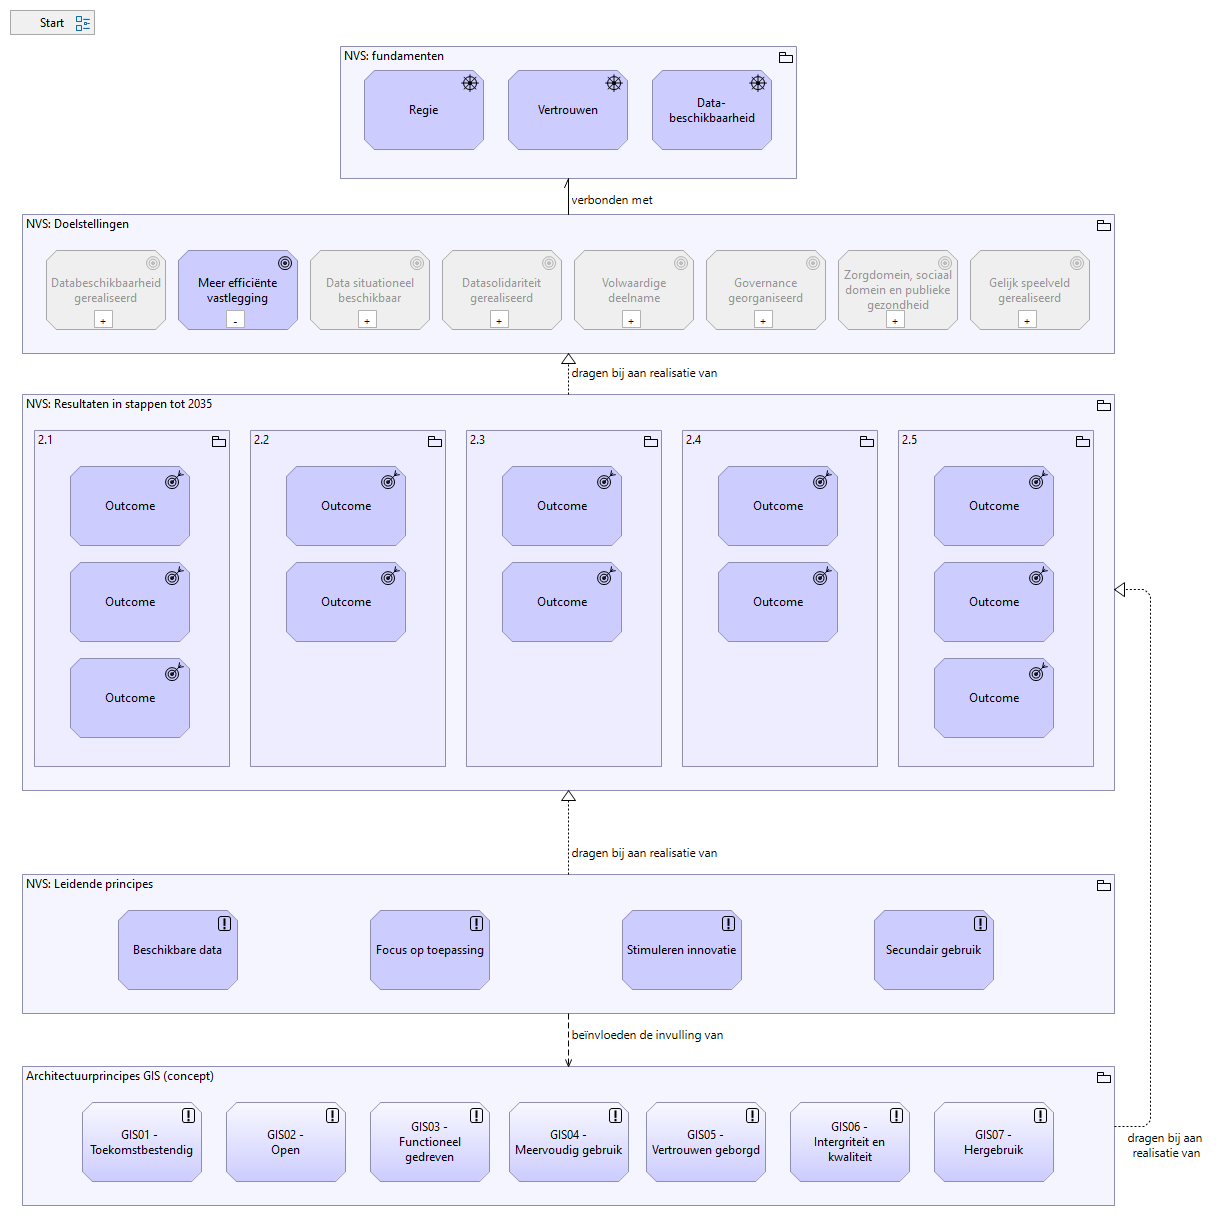 Start
NVS: fundamenten
Regie
Vertrouwen
Data-
beschikbaarheid
verbonden met
NVS: Doelstellingen
Databeschikbaarheid
gerealiseerd
+
Meer efficiënte
vastlegging
-
Data situationeel
beschikbaar
+
Datasolidariteit
gerealiseerd
+
Volwaardige
deelname
+
Governance
georganiseerd
+
Zorgdomein, sociaal
domein en publieke
gezondheid
+
Gelijk speelveld
gerealiseerd
+
dragen bij aan realisatie van
NVS: Resultaten in stappen tot 2035
2.1
Outcome
Outcome
Outcome
2.2
Outcome
Outcome
2.3
Outcome
Outcome
2.4
Outcome
Outcome
2.5
Outcome
Outcome
Outcome
dragen bij aan realisatie van
NVS: Leidende principes
Beschikbare data
Focus op toepassing
Stimuleren innovatie
Secundair gebruik
beïnvloeden de invulling van
Architectuurprincipes GIS (concept)
GIS01 -
Toekomstbestendig
GIS02 -
Open
GIS03 -
Functioneel
gedreven
GIS04 -
Meervoudig gebruik
GIS05 -
Vertrouwen geborgd
GIS06 -
Intergriteit en
kwaliteit
GIS07 -
Hergebruik
dragen bij aan
realisatie van